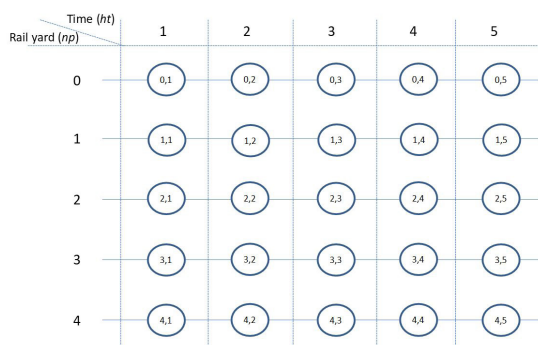 Time (ht)
Rail yard (np)
1 2 3 4 5
0 0,1 0,2 0,3 0,4 0,5
1 1,1 1,2 1,3 1,4 1,5
2 2,1 2,2 2,3 2,4 2,5
3 3,1 3,2 3,3 3,4 3,5
4 4,1 4,2 4,3 4,4 4,5